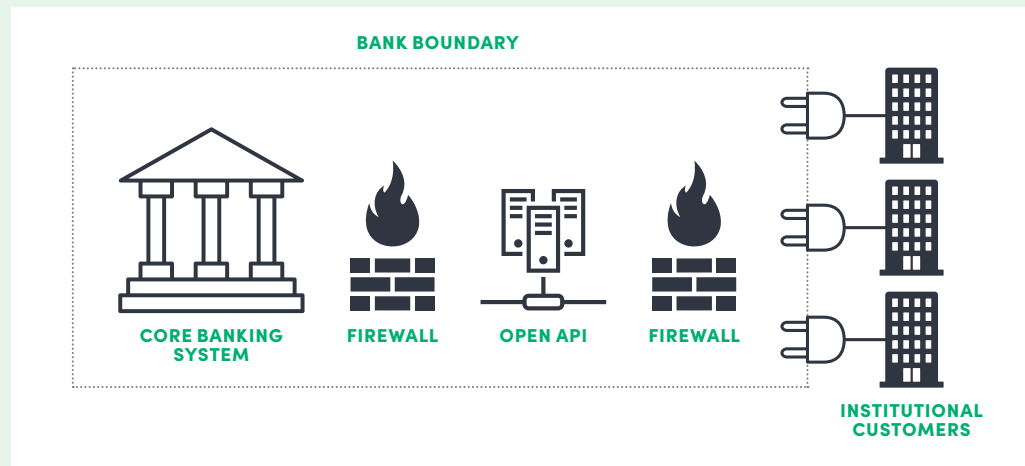 BANK BOUNDARY
CORE BANKING
SYSTEM
FIREWALL
OPEN API
FIREWALL
INSTITUTIONAL
CUSTOMERS